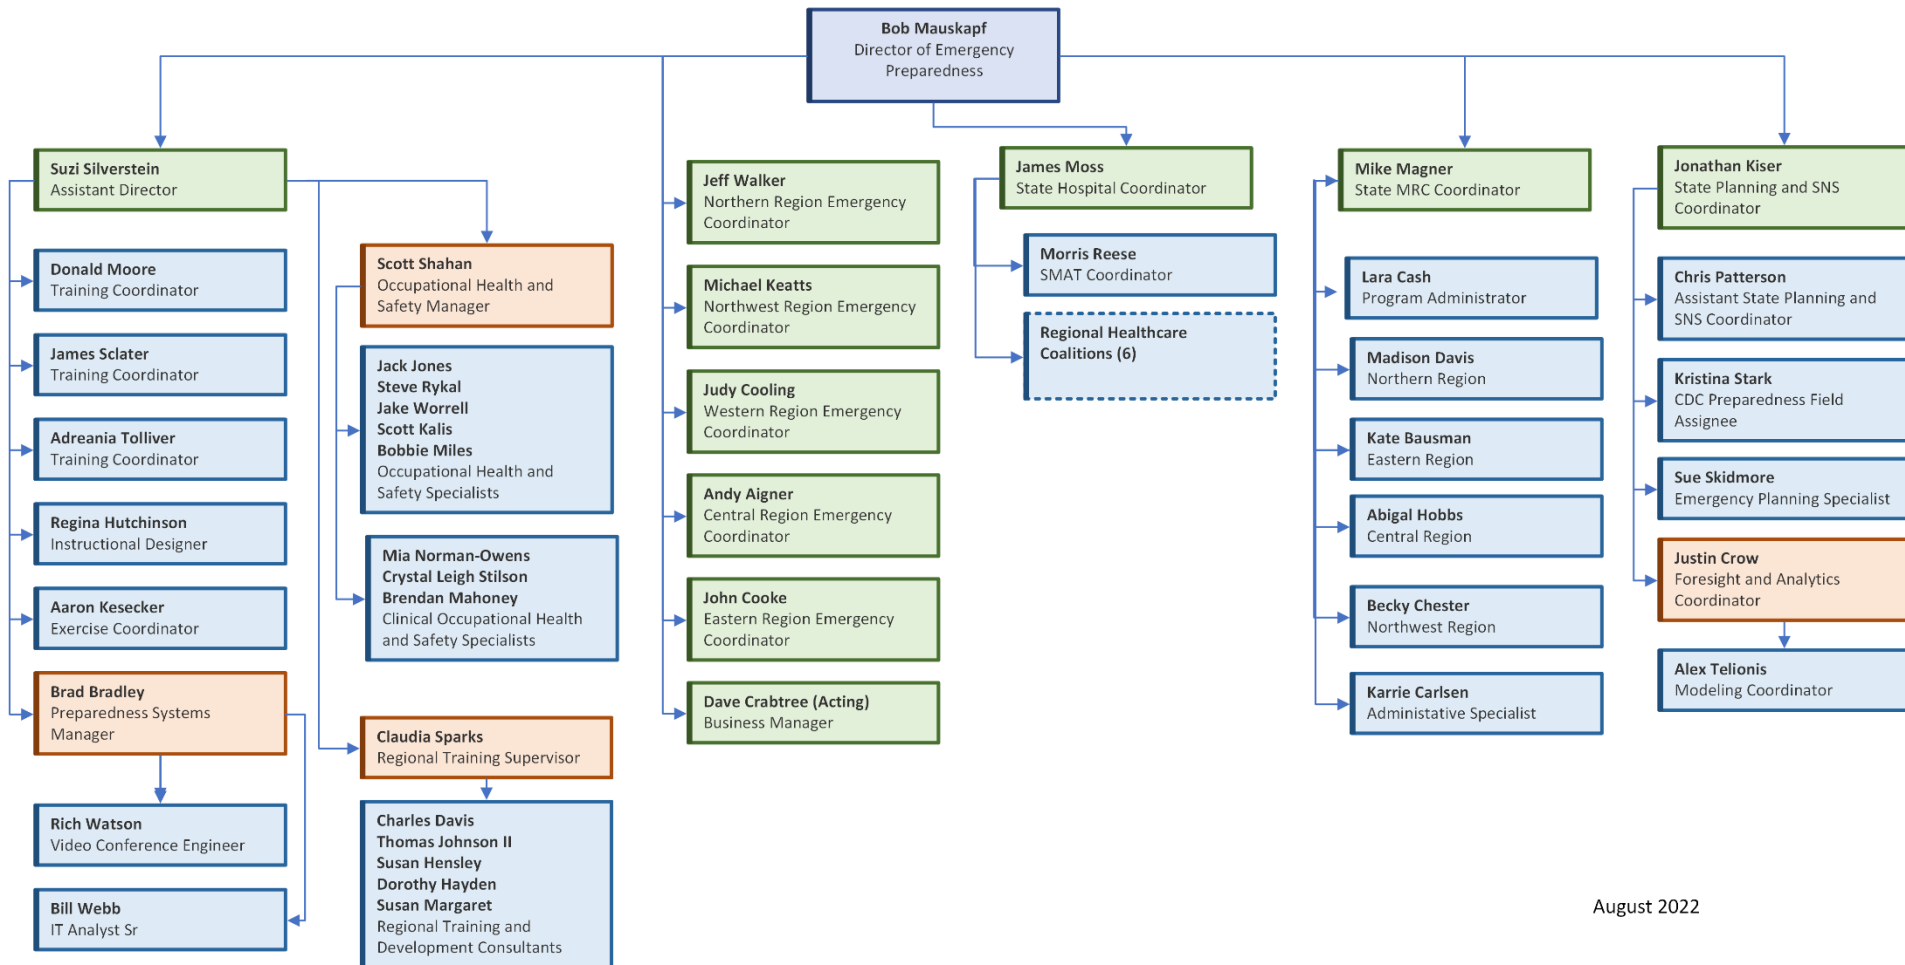 Bob Mauskapf
Director of Emergency
Preparedness
Suzi Silverstein
Assistant Director
Donald Moore
Training Coordinator
James Sclater
Training Coordinator
Adreania Tolliver
Training Coordinator
Regina Hutchinson
Instructional Designer
Aaron Kesecker
Exercise Coordinator
Brad Bradley
Preparedness Systems
Manager
Rich Watson
Video Conference Engineer
Bill Webb
IT Analyst Sr
Scott Shahan
Occupational Health and
Safety Manager
Jack Jones
Steve Rykal
Jake Worrell
Scott Kalis
Bobbie Miles
Occupational Health and
Safety Specialists
Mia Norman-Owens
Crystal Leigh Stilson
Brendan Mahoney
Clinical Occupational Health
and Safety Specialists
Claudia Sparks
Regional Training Supervisor
Charles Davis
Thomas Johnson II
Susan Hensley
Dorothy Hayden
Susan Margaret
Regional Training and
Development Consultants
Jeff Walker
Northern Region Emergency
Coordinator
Michael Keatts
Northwest Region Emergency
Coordinator
Judy Cooling
Western Region Emergency
Coordinator
Andy Aigner
Central Region Emergency
Coordinator
John Cooke
Eastern Region Emergency
Coordinator
Dave Crabtree (Acting)
Business Manager
James Moss
State Hospital Coordinator
Morris Reese
SMAT Coordinator
Regional Healthcare
Coalitions (6)
Mike Magner
State MRC Coordinator
Lara Cash
Program Administrator
Madison Davis
Northern Region
Kate Bausman
Eastern Region
Abigal Hobbs
Central Region
Becky Chester
Northwest Region
Karrie Carlsen
Administative Specialist
Jonathan Kiser
State Planning and SNS
Coordinator
Chris Patterson
Assistant State Planning and
SNS Coordinator
Kristina Stark
CDC Preparedness Field
Assignee
Sue Skidmore
Emergency Planning Specialist
Justin Crow
Foresight and Analytics
Coordinator
Alex Telionis
Modeling Coordinator
August 2022